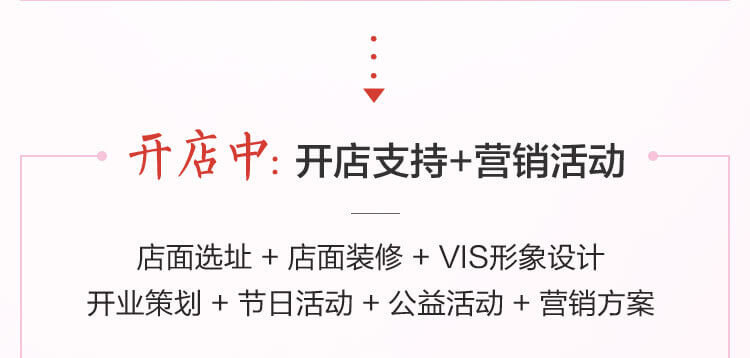 开店中: 开店支持+营销活动
店面选址 + 店面装修 + VIS形象设计
开业策划 + 节日活动 + 公益活动 + 营销方案